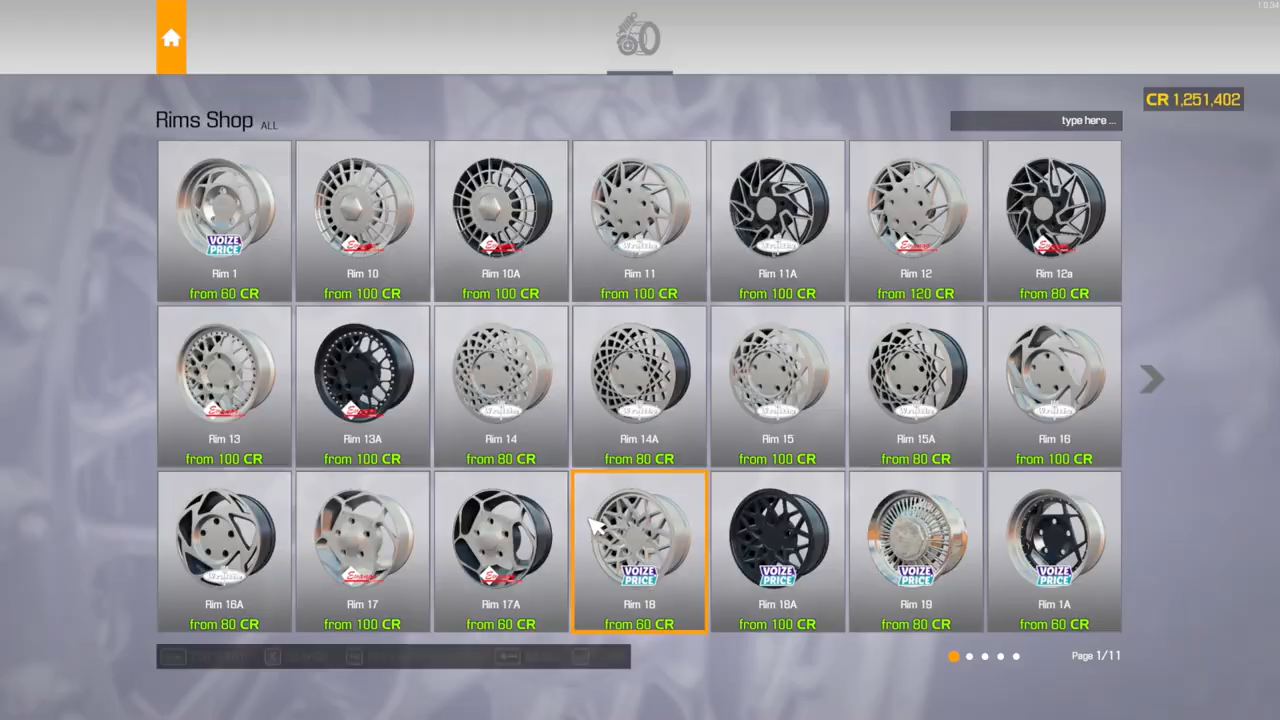 1.0.34
CR 1,251,402
Rims Shop ALL
type here ...
VOIZE PRICE
Rim 1
from 60 CR
Rim 10
from 100 CR
Rim 10A
from 100 CR
Rim 11
from 100 CR
Rim 11A
from 100 CR
Rim 12
from 120 CR
Rim 12a
from 80 CR
Rim 13
from 100 CR
Rim 13A
from 100 CR
Rim 14
from 80 CR
Rim 14A
from 80 CR
Rim 15
from 100 CR
Rim 15A
from 80 CR
Rim 16
from 100 CR
Rim 16A
from 80 CR
Rim 17
from 100 CR
Rim 17A
from 60 CR
VOIZE PRICE
Rim 18
from 60 CR
VOIZE PRICE
Rim 18A
from 100 CR
VOIZE PRICE
Rim 19
from 80 CR
VOIZE PRICE
Rim 1A
from 60 CR
Page 1/11